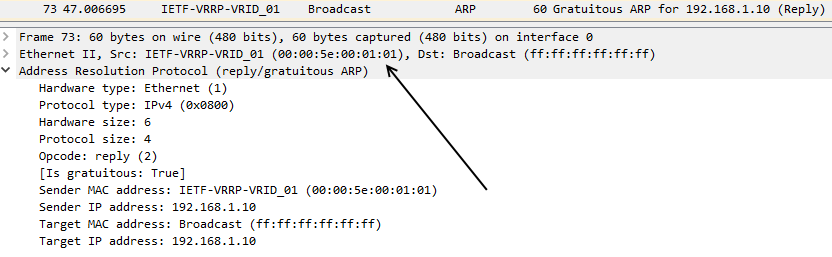 73 47.006695 IETF-VRRP-VRID_01 Broadcast ARP 60 Gratuitous ARP for 192.168.1.10 (Reply)
Frame 73: 60 bytes on wire (480 bits), 60 bytes captured (480 bits) on interface 0
Ethernet II, Src: IETF-VRRP-VRID_01 (00:00:5e:00:01:01), Dst: Broadcast (ff:ff:ff:ff:ff:ff)
Address Resolution Protocol (reply/gratuitous ARP)
Hardware type: Ethernet (1)
Protocol type: IPv4 (0x0800)
Hardware size: 6
Protocol size: 4
Opcode: reply (2)
[Is gratuitous: True]
Sender MAC address: IETF-VRRP-VRID_01 (00:00:5e:00:01:01)
Sender IP address: 192.168.1.10
Target MAC address: Broadcast (ff:ff:ff:ff:ff:ff)
Target IP address: 192.168.1.10